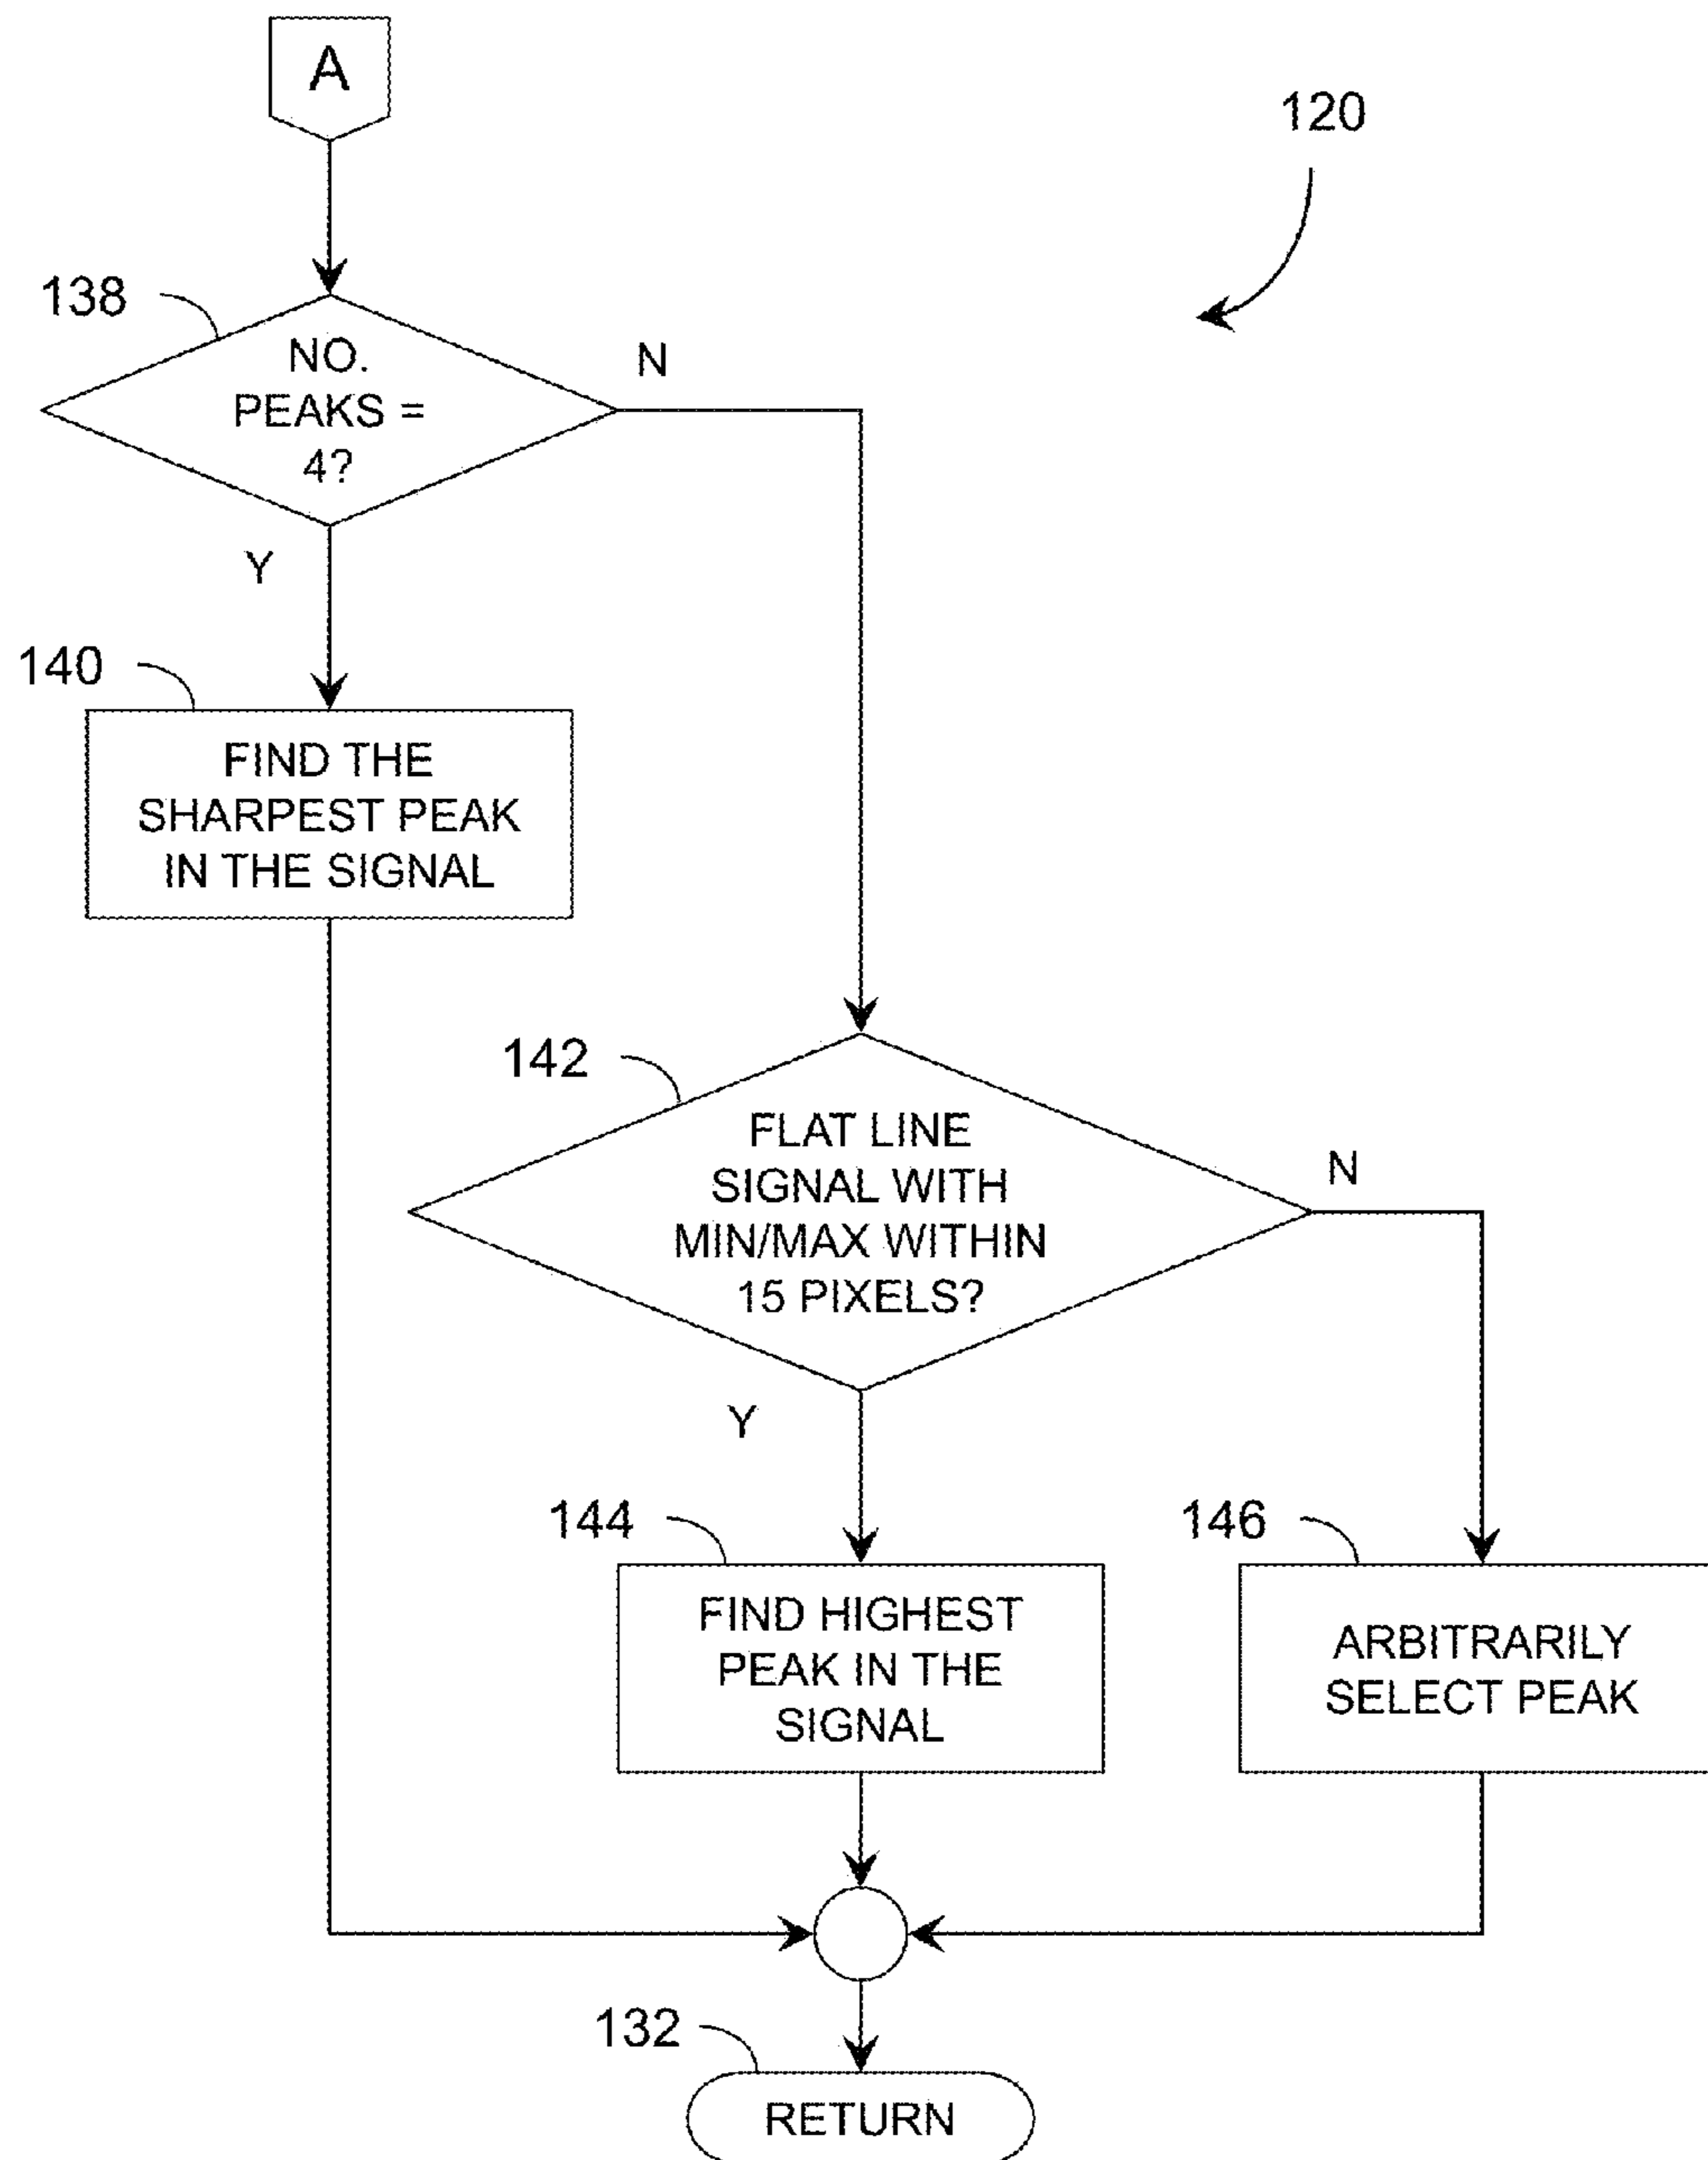 A
120
138
NO.
PEAKS =
4?
N
Y
140
FIND THE
SHARPEST PEAK
IN THE SIGNAL
142
FLAT LINE
SIGNAL WITH
MIN/MAX WITHIN
15 PIXELS?
N
Y
144
FIND HIGHEST
PEAK IN THE
SIGNAL
146
ARBITRARILY
SELECT PEAK
132
RETURN